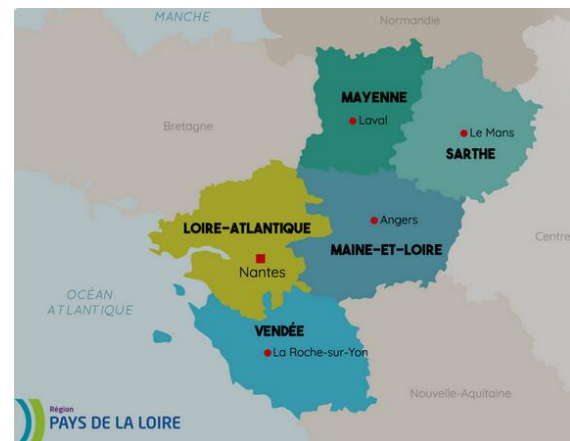 MANCHE
Normandie
MAYENNE
Bretagne
Laval
Le Mans
SARTHE
LOIRE-ATLANTIQUE
Angers
MAINE-ET-LOIRE
Centre
Nantes
OCÉAN
ATLANTIQUE
VENDÉE
La Roche-sur-Yon
Nouvelle-Aquitaine
Région
PAYS DE LA LOIRE